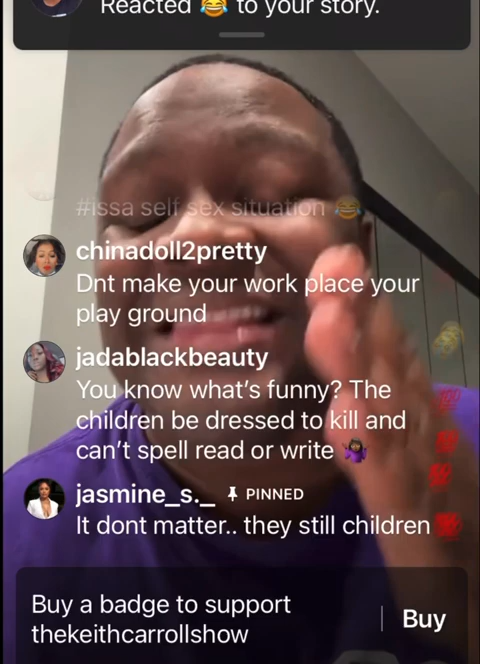 Reacted 😂 to your story.
#issa self sex situation 😂
chinadoll2pretty
Dnt make your work place your
play ground
jadablackbeauty
You know what's funny? The
children be dressed to kill and
can't spell read or write 🤷🏿‍♀️
jasmine_s._ PINNED
It dont matter.. they still children
Buy a badge to support
thekeithcarrollshow
Buy